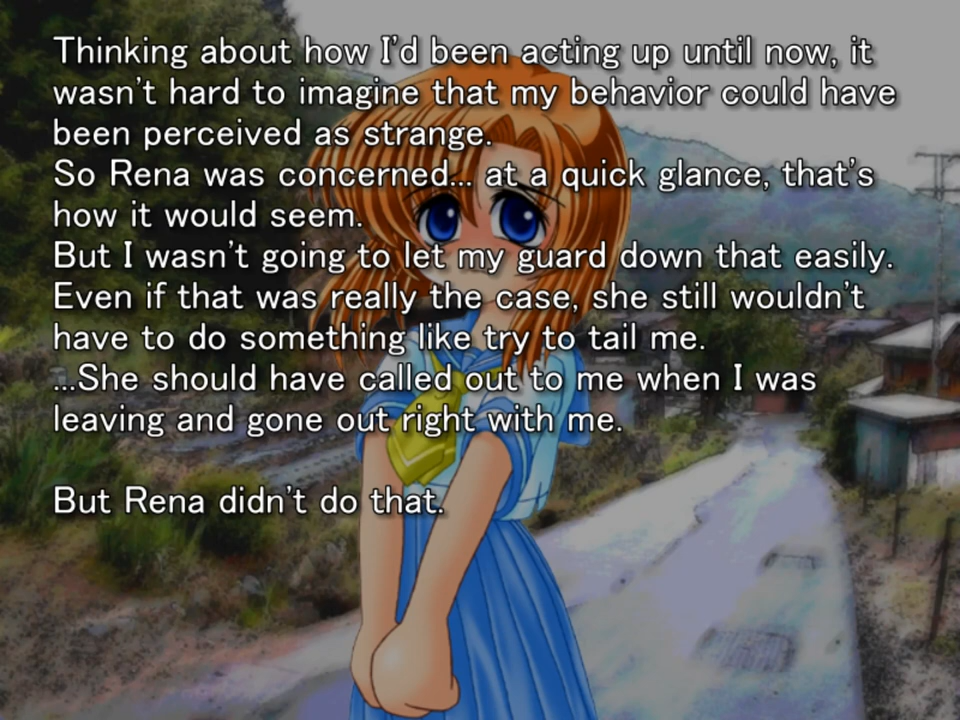 Thinking about how I'd been acting up until now, it
wasn't hard to imagine that my behavior could have
been perceived as strange.
So Rena was concerned... at a quick glance, that's
how it would seem.
But I wasn't going to let my guard down that easily.
Even if that was really the case, she still wouldn't
have to do something like try to tail me.
...She should have called out to me when I was
leaving and gone out right with me.
But Rena didn't do that.